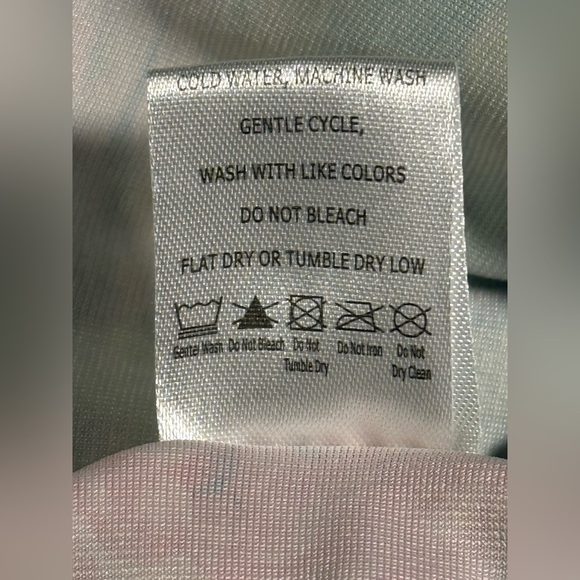 COLD WATER, MACHINE WASH
GENTLE CYCLE,
WASH WITH LIKE COLORS
DO NOT BLEACH
FLAT DRY OR TUMBLE DRY LOW
Gentel Wash Do Not Bleach Do Not Do Not Iron Do Not
Tumble Dry Dry Clean